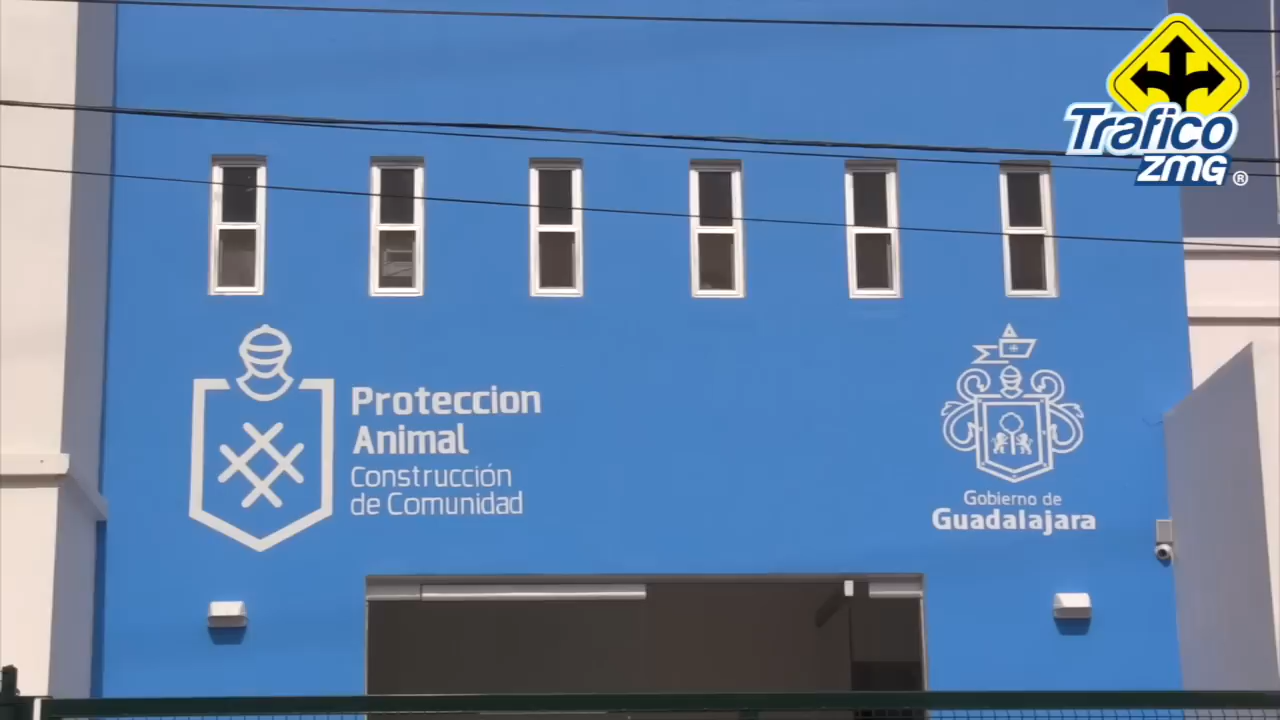 Trafico
ZMG ®
Proteccion
Animal
Construcción
de Comunidad
Gobierno de
Guadalajara